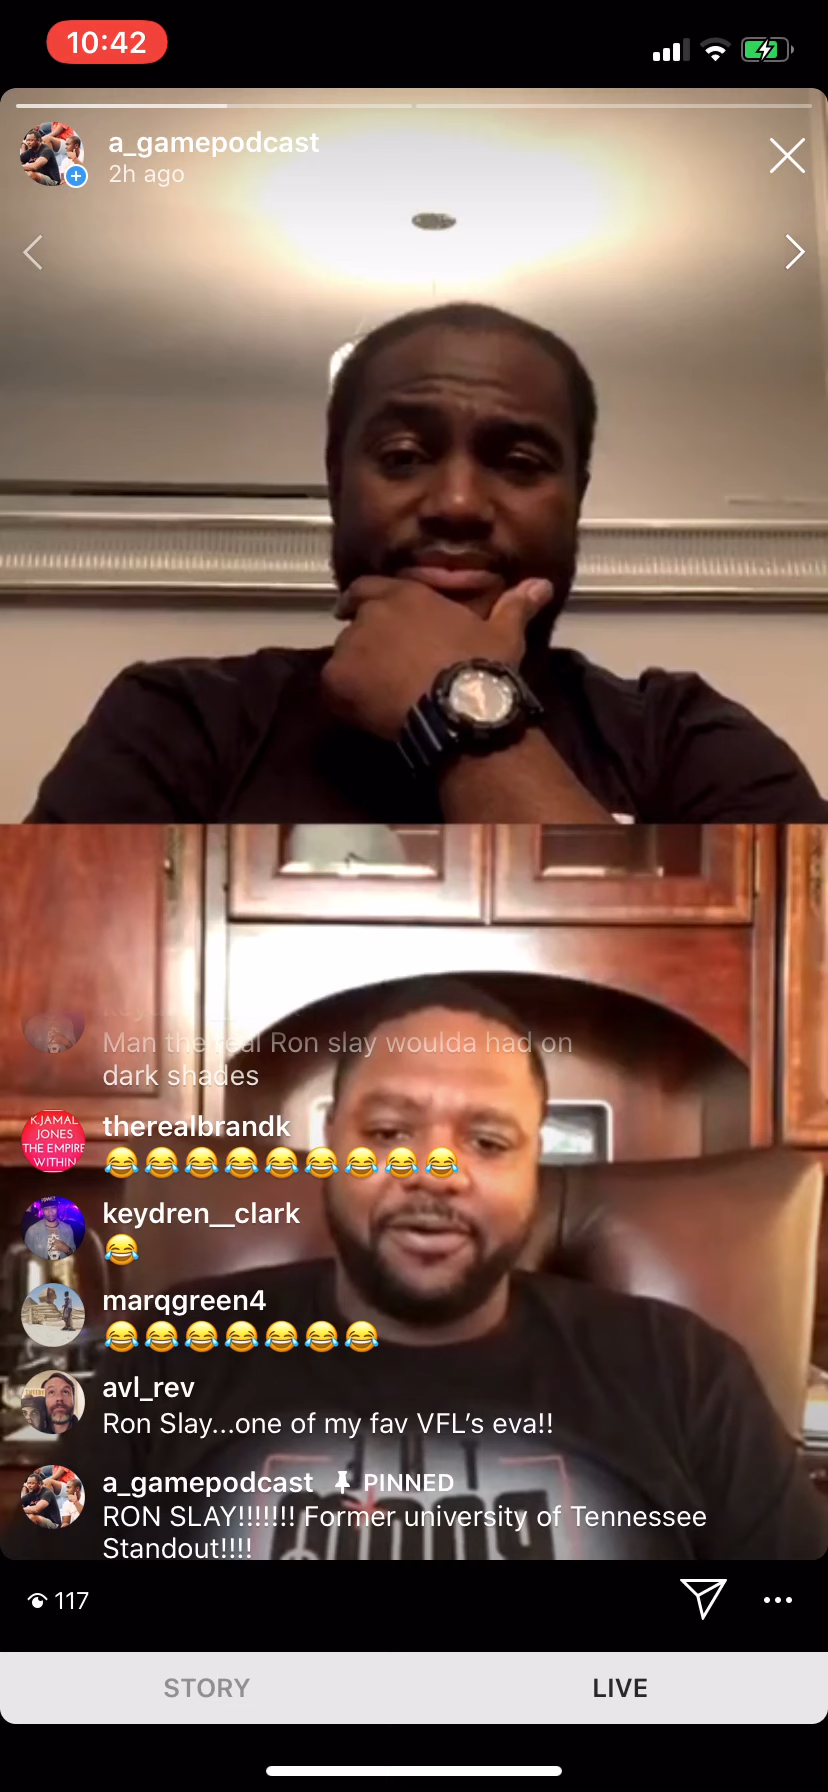 10:42
a_gamepodcast
2h ago
Man the real Ron slay woulda had on
dark shades
K.JAMAL
JONES
THE EMPIRE
WITHIN
therealbrandk
😂😂😂😂😂😂😂😂😂
keydren__clark
😂
marqgreen4
😂😂😂😂😂😂😂
avl_rev
Ron Slay...one of my fav VFL's eva!!
a_gamepodcast PINNED
RON SLAY!!!!!!! Former university of Tennessee
Standout!!!!
117
STORY
LIVE